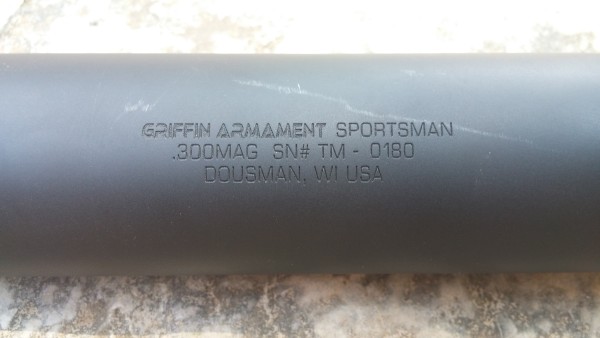 GRIFFIN ARMAMENT SPORTSMAN
.300MAG SN# TM - 0180
DOUSMAN, WI USA